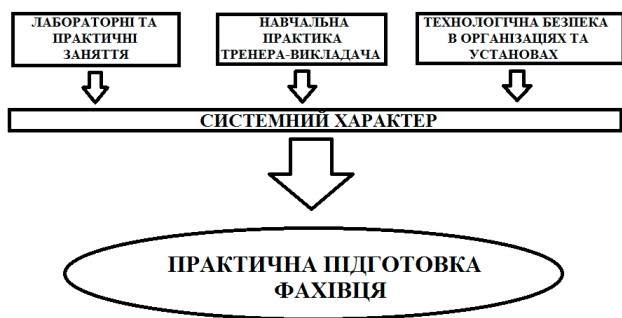 ЛАБОРАТОРНІ ТА
ПРАКТИЧНІ
ЗАНЯТТЯ
НАВЧАЛЬНА
ПРАКТИКА
ТРЕНЕРА-ВИКЛАДАЧА
ТЕХНОЛОГІЧНА БЕЗПЕКА
В ОРГАНІЗАЦІЯХ ТА
УСТАНОВАХ
СИСТЕМНИЙ ХАРАКТЕР
ПРАКТИЧНА ПІДГОТОВКА
ФАХІВЦЯ